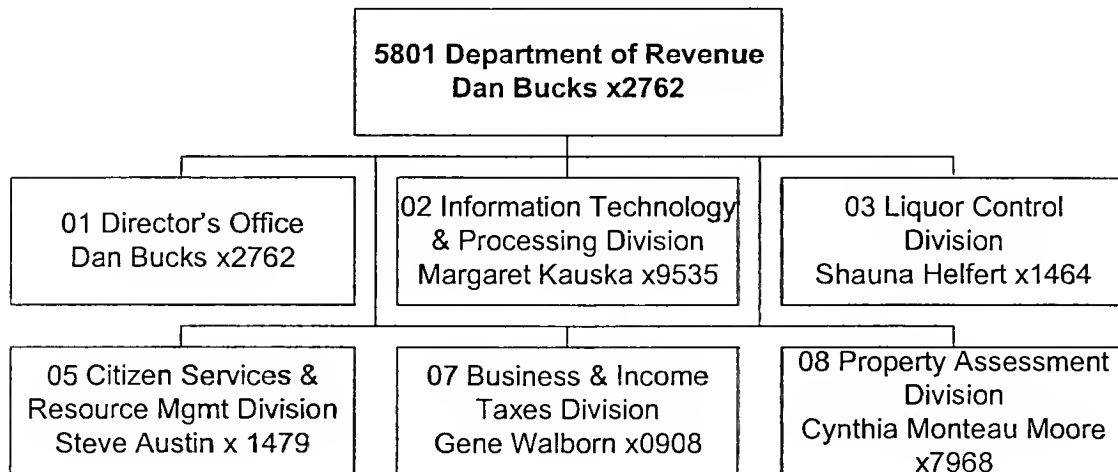 5801 Department of Revenue
Dan Bucks x2762
01 Director's Office
Dan Bucks x2762
02 Information Technology
& Processing Division
Margaret Kauska x9535
03 Liquor Control
Division
Shauna Helfert x1464
05 Citizen Services &
Resource Mgmt Division
Steve Austin x 1479
07 Business & Income
Taxes Division
Gene Walborn x0908
08 Property Assessment
Division
Cynthia Monteau Moore
x7968